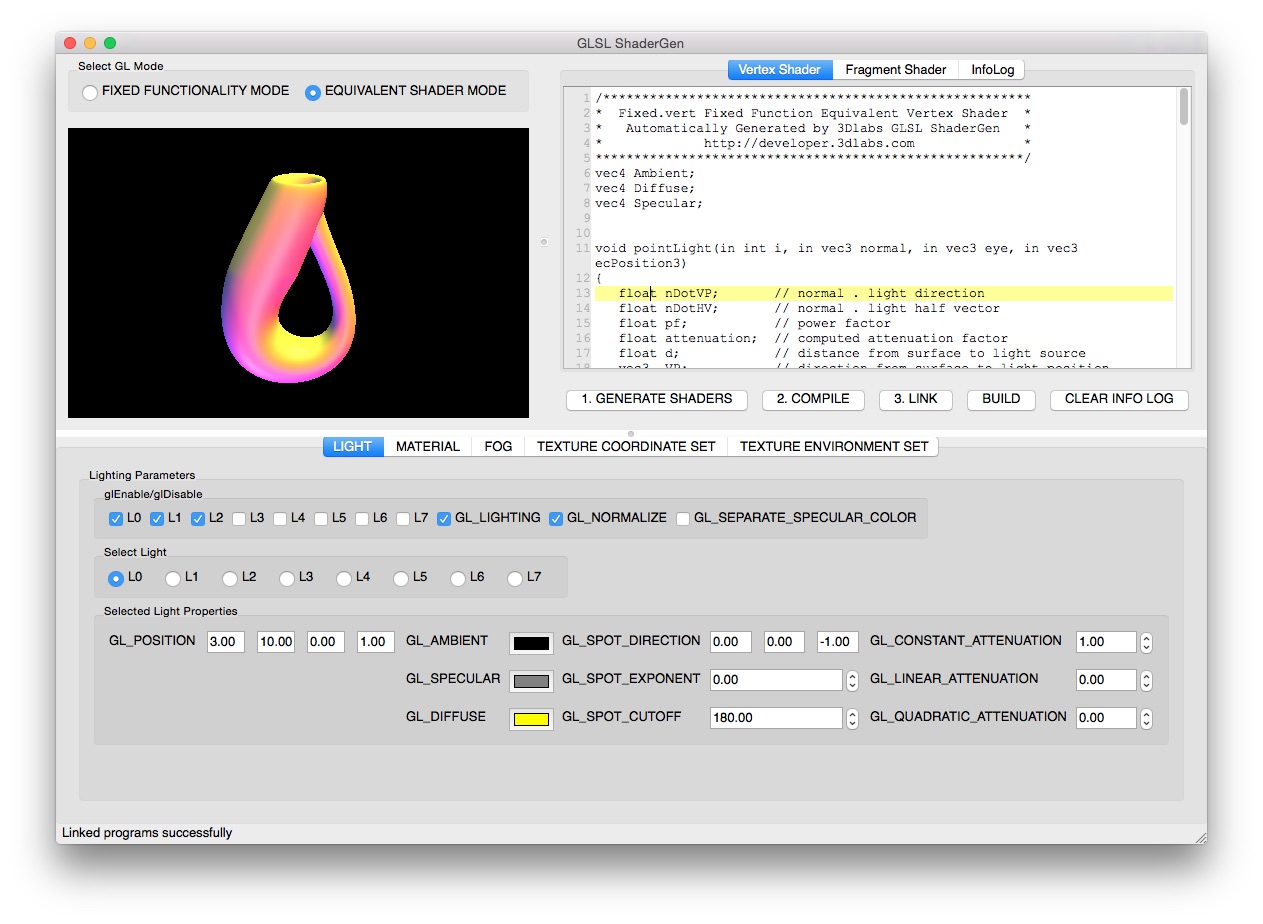 GLSL ShaderGen
Select GL Mode
FIXED FUNCTIONALITY MODE EQUIVALENT SHADER MODE
Vertex Shader Fragment Shader InfoLog
1 /*******************************************************
2 *  Fixed.vert Fixed Function Equivalent Vertex Shader  *
3 *   Automatically Generated by 3Dlabs GLSL ShaderGen   *
4 *             http://developer.3dlabs.com              *
5 *******************************************************/
6 vec4 Ambient;
7 vec4 Diffuse;
8 vec4 Specular;
9
10
11 void pointLight(in int i, in vec3 normal, in vec3 eye, in vec3
ecPosition3)
12 {
13    float nDotVP;       // normal . light direction
14    float nDotHV;       // normal . light half vector
15    float pf;           // power factor
16    float attenuation;  // computed attenuation factor
17    float d;            // distance from surface to light source
18    vec3  VP;           // direction from surface to light position
1. GENERATE SHADERS 2. COMPILE 3. LINK BUILD CLEAR INFO LOG
LIGHT MATERIAL FOG TEXTURE COORDINATE SET TEXTURE ENVIRONMENT SET
Lighting Parameters
glEnable/glDisable
L0 L1 L2 L3 L4 L5 L6 L7 GL_LIGHTING GL_NORMALIZE GL_SEPARATE_SPECULAR_COLOR
Select Light
L0 L1 L2 L3 L4 L5 L6 L7
Selected Light Properties
GL_POSITION 3.00 10.00 0.00 1.00 GL_AMBIENT GL_SPOT_DIRECTION 0.00 0.00 -1.00 GL_CONSTANT_ATTENUATION 1.00
GL_SPECULAR GL_SPOT_EXPONENT 0.00 GL_LINEAR_ATTENUATION 0.00
GL_DIFFUSE GL_SPOT_CUTOFF 180.00 GL_QUADRATIC_ATTENUATION 0.00
Linked programs successfully